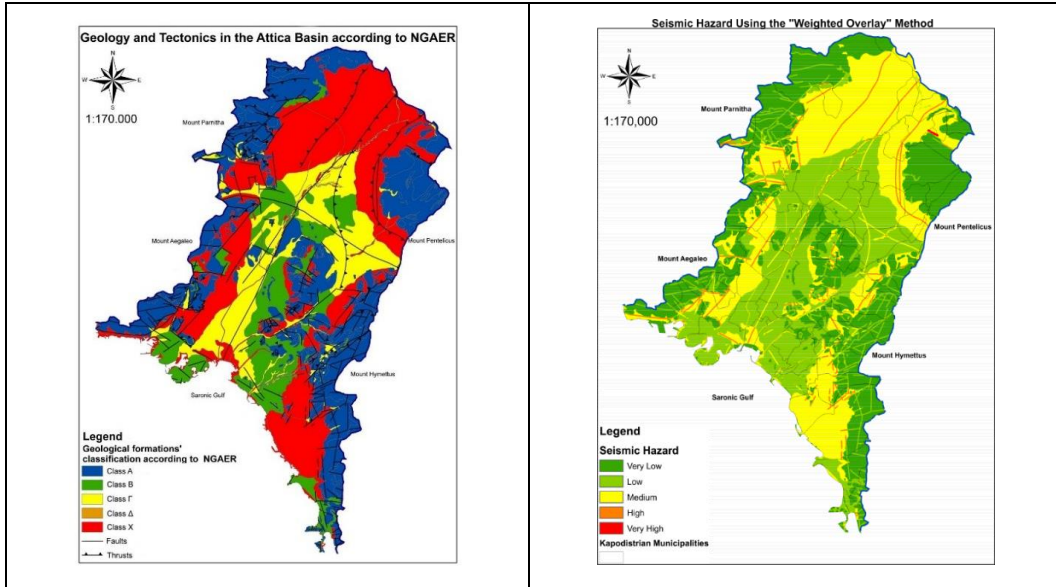 Geology and Tectonics in the Attica Basin according to NGAER
N
W
E
S
1:170.000
Mount Parnitha
Mount Aegaleo
Mount Pentelicus
Mount Hymettus
Saronic Gulf
Legend
Geological formations'
classification according to NGAER
Class A
Class B
Class Γ
Class Δ
Class X
Faults
Thrusts
Seismic Hazard Using the "Weighted Overlay" Method
N
W
E
S
1:170,000
Mount Parnitha
Mount Pentelicus
Mount Aegaleo
Mount Hymettus
Saronic Gulf
Legend
Seismic Hazard
Very Low
Low
Medium
High
Very High
Kapodistrian Municipalities